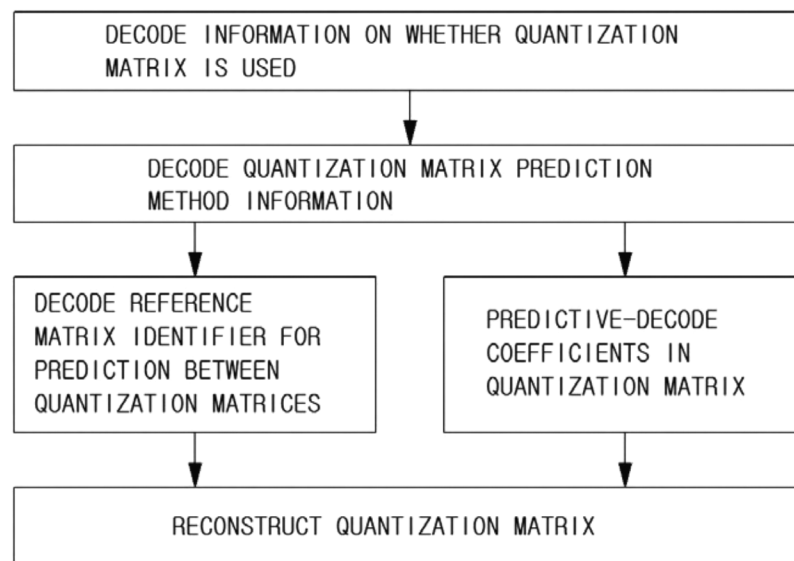 DECODE INFORMATION ON WHETHER QUANTIZATION
MATRIX IS USED
DECODE QUANTIZATION MATRIX PREDICTION
METHOD INFORMATION
DECODE REFERENCE
MATRIX IDENTIFIER FOR
PREDICTION BETWEEN
QUANTIZATION MATRICES
PREDICTIVE-DECODE
COEFFICIENTS IN
QUANTIZATION MATRIX
RECONSTRUCT QUANTIZATION MATRIX